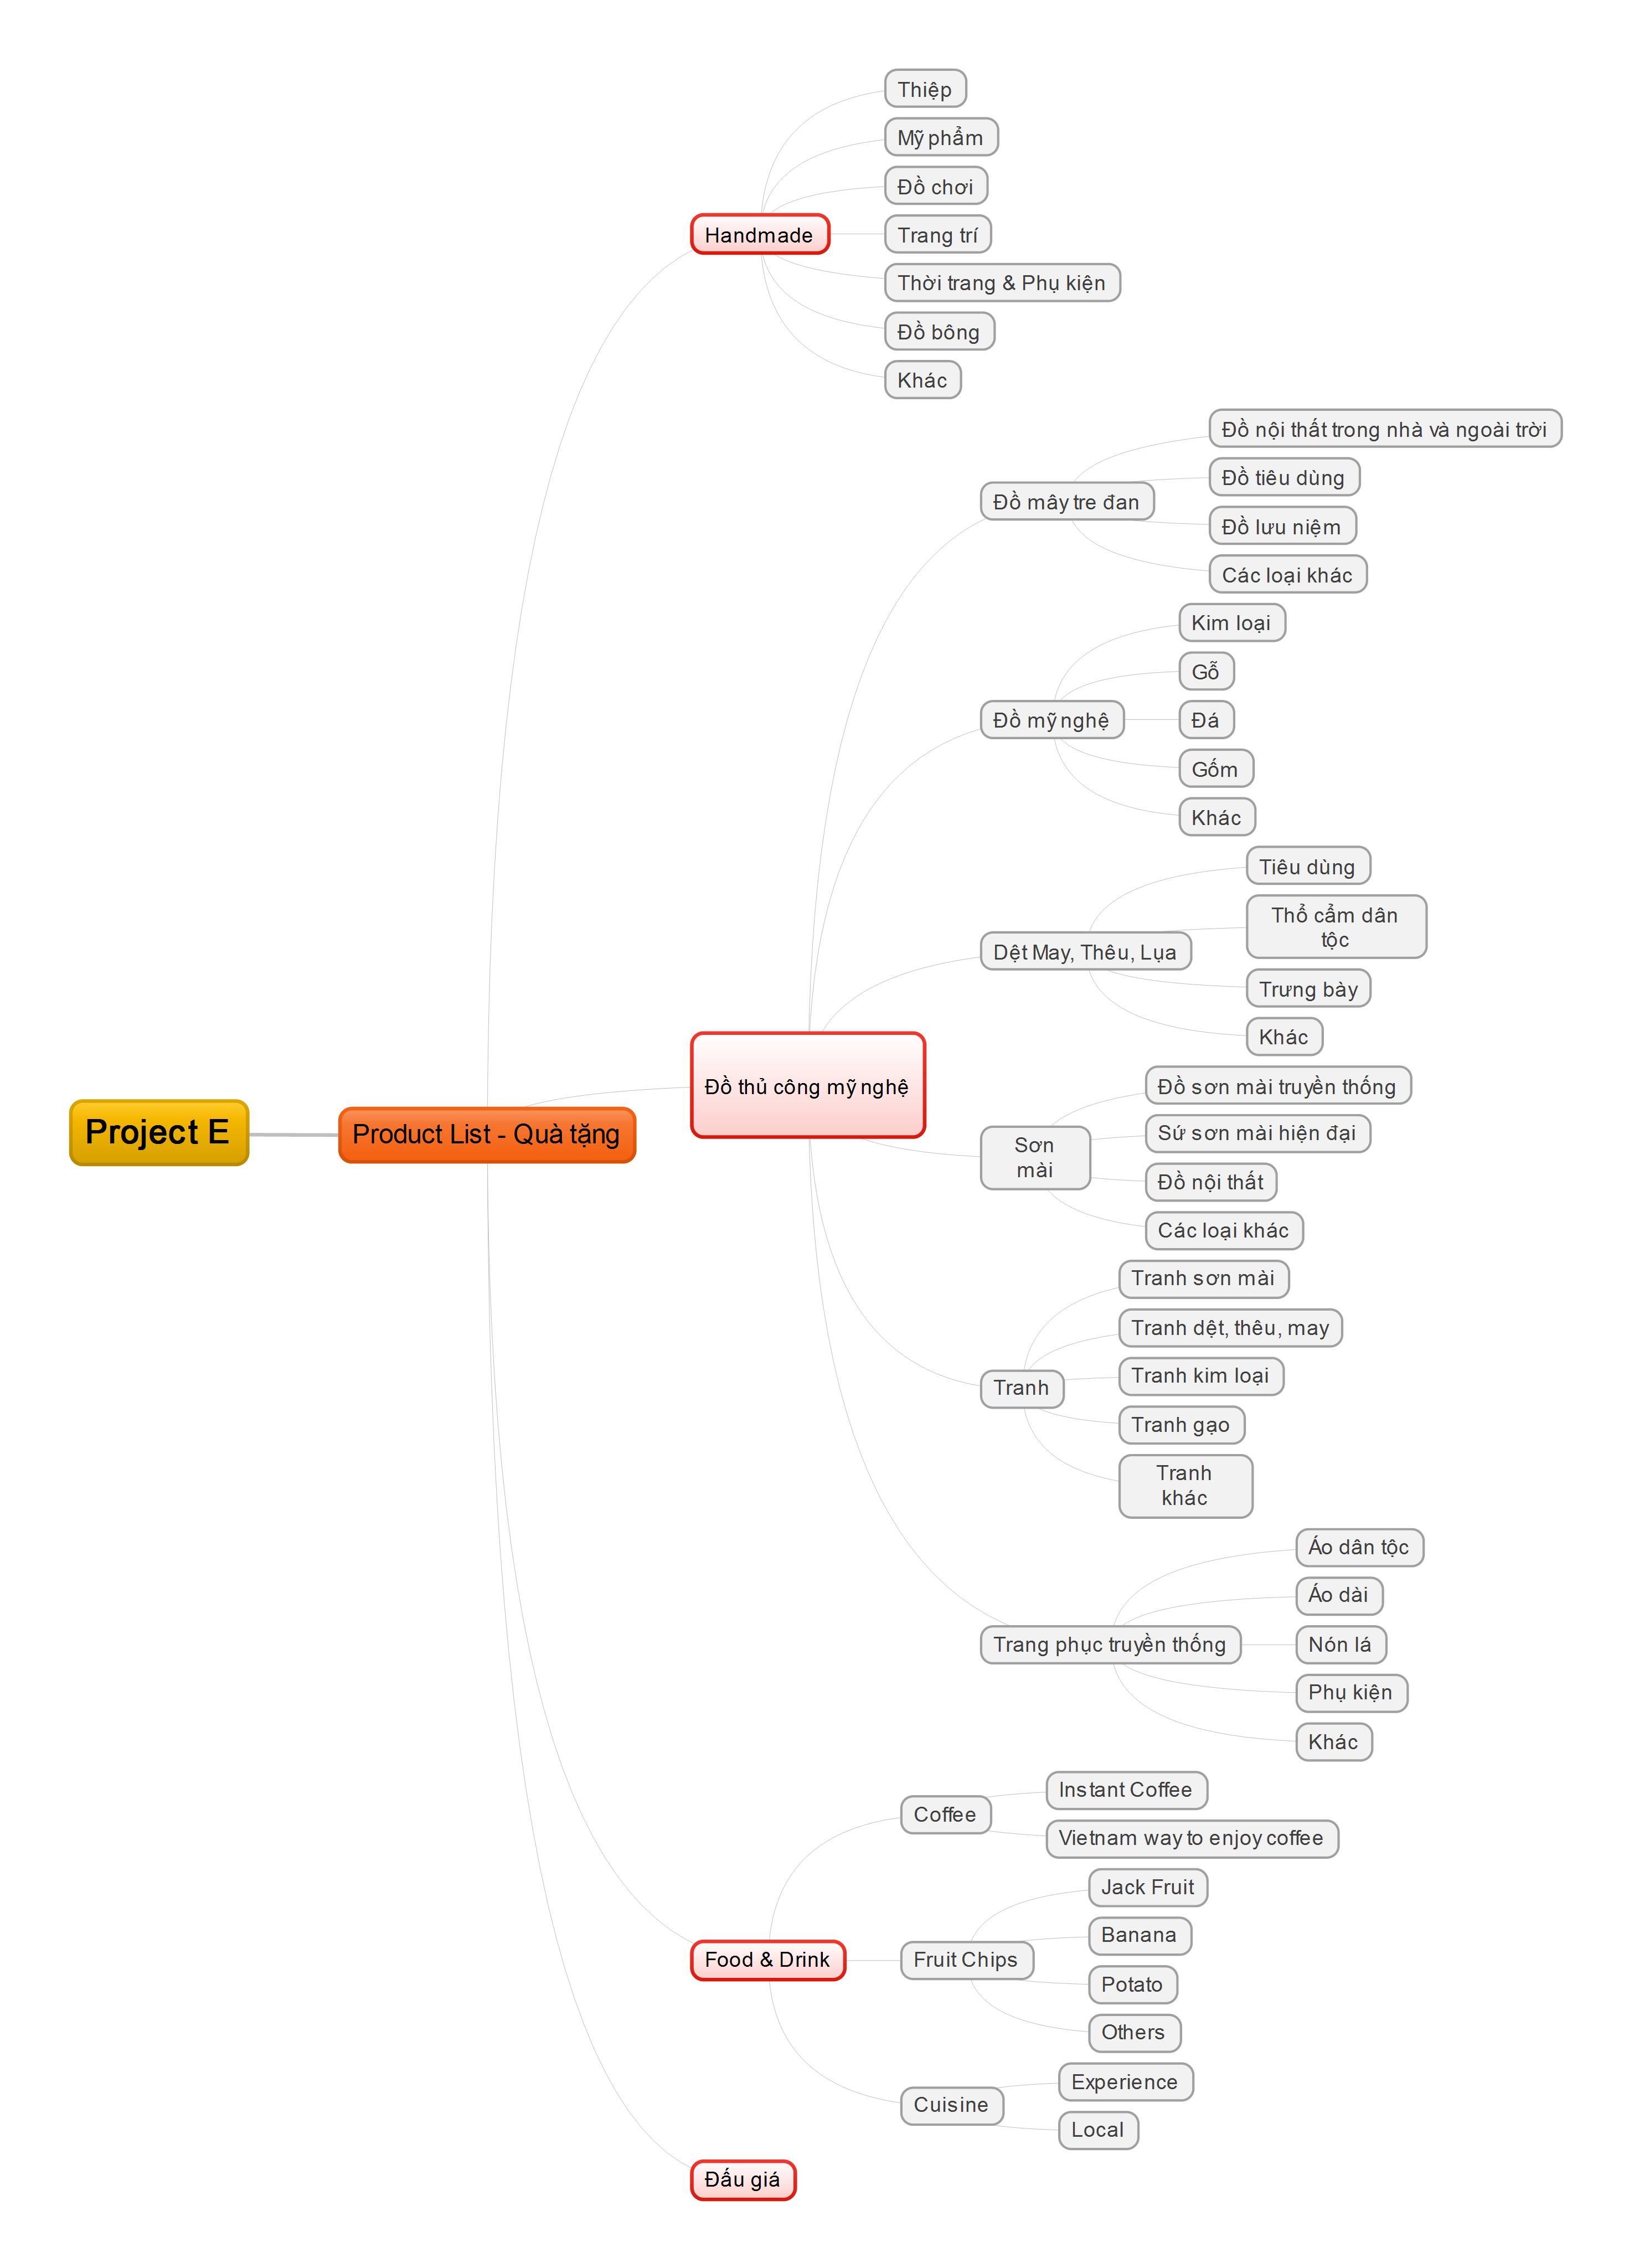 Project E
Product List - Quà tặng
Handmade
Thiệp
Mỹ phẩm
Đồ chơi
Trang trí
Thời trang & Phụ kiện
Đồ bông
Khác
Đồ thủ công mỹ nghệ
Đồ mây tre đan
Đồ nội thất trong nhà và ngoài trời
Đồ tiêu dùng
Đồ lưu niệm
Các loại khác
Đồ mỹ nghệ
Kim loại
Gỗ
Đá
Gốm
Khác
Dệt May, Thêu, Lụa
Tiêu dùng
Thổ cẩm dân
tộc
Trưng bày
Khác
Sơn
mài
Đồ sơn mài truyền thống
Sứ sơn mài hiện đại
Đồ nội thất
Các loại khác
Tranh
Tranh sơn mài
Tranh dệt, thêu, may
Tranh kim loại
Tranh gạo
Tranh
khác
Trang phục truyền thống
Áo dân tộc
Áo dài
Nón lá
Phụ kiện
Khác
Food & Drink
Coffee
Instant Coffee
Vietnam way to enjoy coffee
Fruit Chips
Jack Fruit
Banana
Potato
Others
Cuisine
Experience
Local
Đấu giá